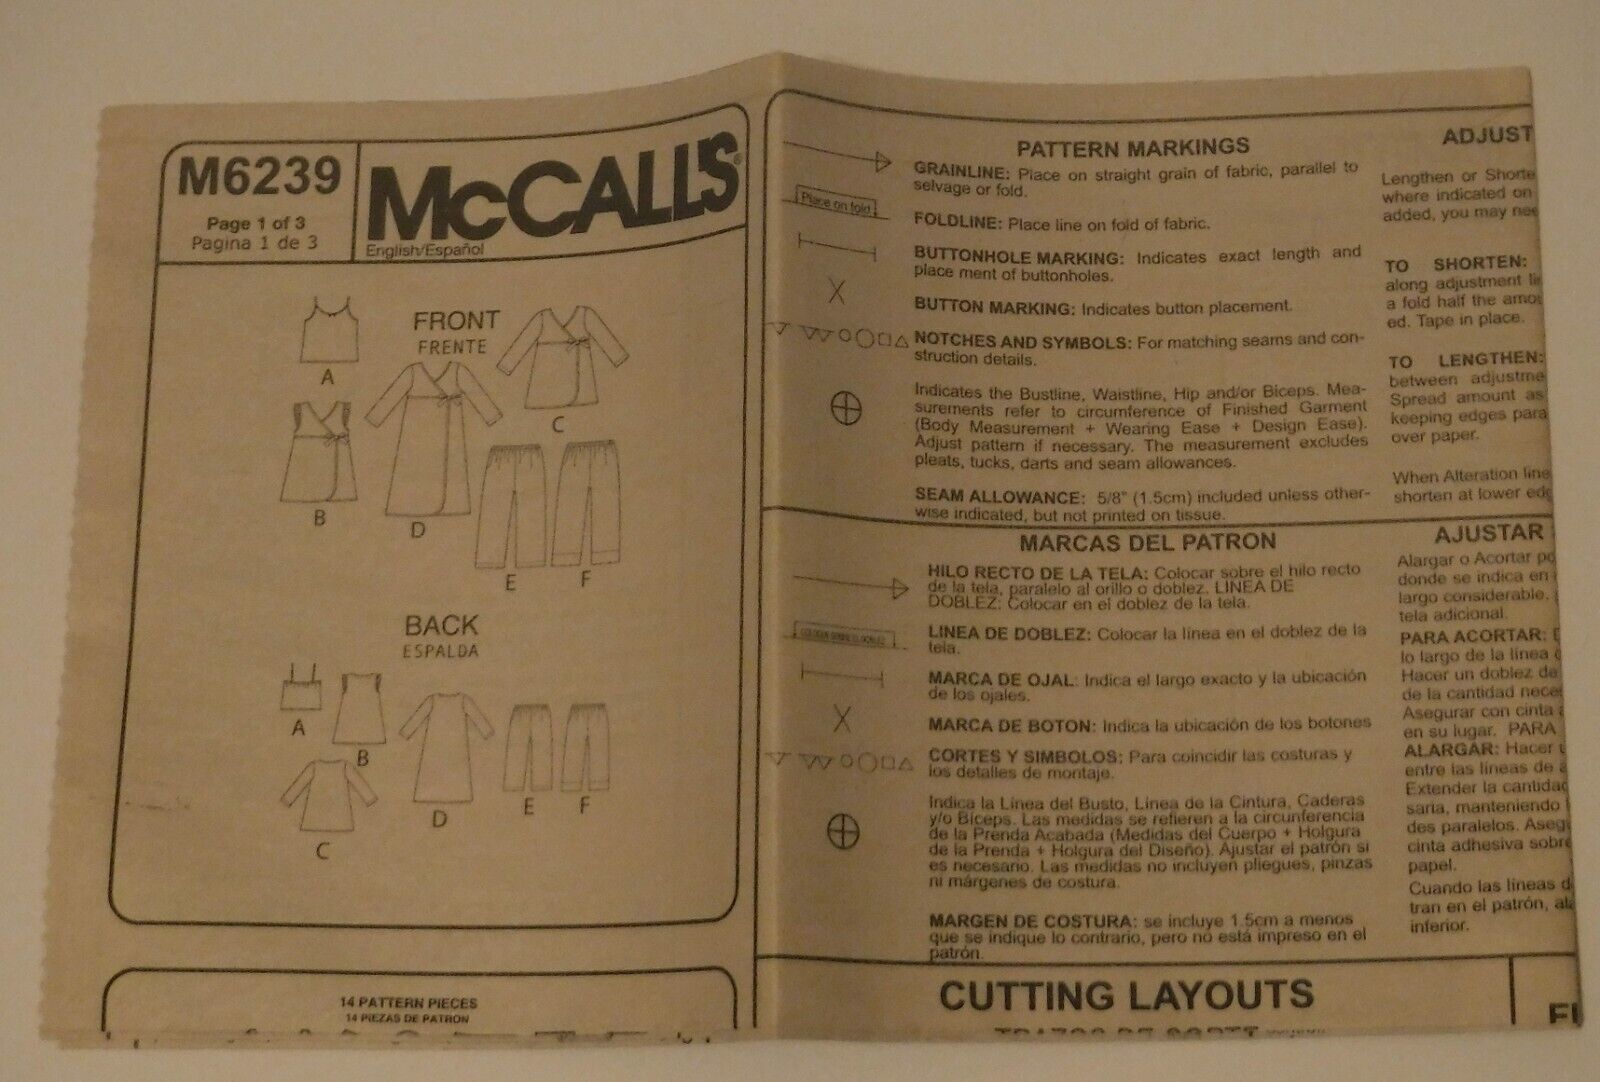 M6239
Page 1 of 3
Pagina 1 de 3
McCALL'S®
English/Español
FRONT
FRENTE
A
B
C
D
E
F
BACK
ESPALDA
A
B
C
D
E
F
14 PATTERN PIECES
14 PIEZAS DE PATRON
PATTERN MARKINGS
GRAINLINE: Place on straight grain of fabric, parallel to
selvage or fold.
Place on fold
FOLDLINE: Place line on fold of fabric.
BUTTONHOLE MARKING: Indicates exact length and
place ment of buttonholes.
X
BUTTON MARKING: Indicates button placement.
NOTCHES AND SYMBOLS: For matching seams and con-
struction details.
Indicates the Bustline, Waistline, Hip and/or Biceps. Mea-
surements refer to circumference of Finished Garment
(Body Measurement + Wearing Ease + Design Ease).
Adjust pattern if necessary. The measurement excludes
pleats, tucks, darts and seam allowances.
SEAM ALLOWANCE: 5/8" (1.5cm) included unless other-
wise indicated, but not printed on tissue.
ADJUST
Lengthen or Shorte
where indicated on
added, you may nee
TO SHORTEN:
along adjustment
a fold half the amo
ed. Tape in place.
TO LENGTHEN:
between adjustme
Spread amount as
keeping edges para
over paper.
When Alteration line
shorten at lower edg
MARCAS DEL PATRON
HILO RECTO DE LA TELA: Colocar sobre el hilo recto
de la tela, paralelo al orillo o doblez. LINEA DE
DOBLEZ: Colocar en el doblez de la tela.
COLOCAR SOBRE EL DOBLEZ
LINEA DE DOBLEZ: Colocar la línea en el doblez de la
tela.
MARCA DE OJAL: Indica el largo exacto y la ubicación
de los ojales.
X
MARCA DE BOTON: Indica la ubicación de los botones
CORTES Y SIMBOLOS: Para coincidir las costuras y
los detalles de montaje.
Indica la Línea del Busto, Línea de la Cintura, Caderas
y/o Bíceps. Las medidas se refieren a la circunferencia
de la Prenda Acabada (Medidas del Cuerpo + Holgura
de la Prenda + Holgura del Diseño). Ajustar el patrón si
es necesario. Las medidas no incluyen pliegues, pinzas
ni márgenes de costura.
MARGEN DE COSTURA: se incluye 1.5cm a menos
que se indique lo contrario, pero no está impreso en el
patrón.
AJUSTAR
Alargar o Acortar
donde se indica en
largo considerable,
tela adicional.
PARA ACORTAR:
lo largo de la línea
Hacer un doblez de
de la cantidad nece
Asegurar con cinta
en su lugar. PARA
ALARGAR: Hacer
entre las líneas de
Extender la cantidad
saria, manteniendo
des paralelos. Aseg
cinta adhesiva sobre
papel.
Cuando las líneas
tran en el patrón,
inferior.
CUTTING LAYOUTS